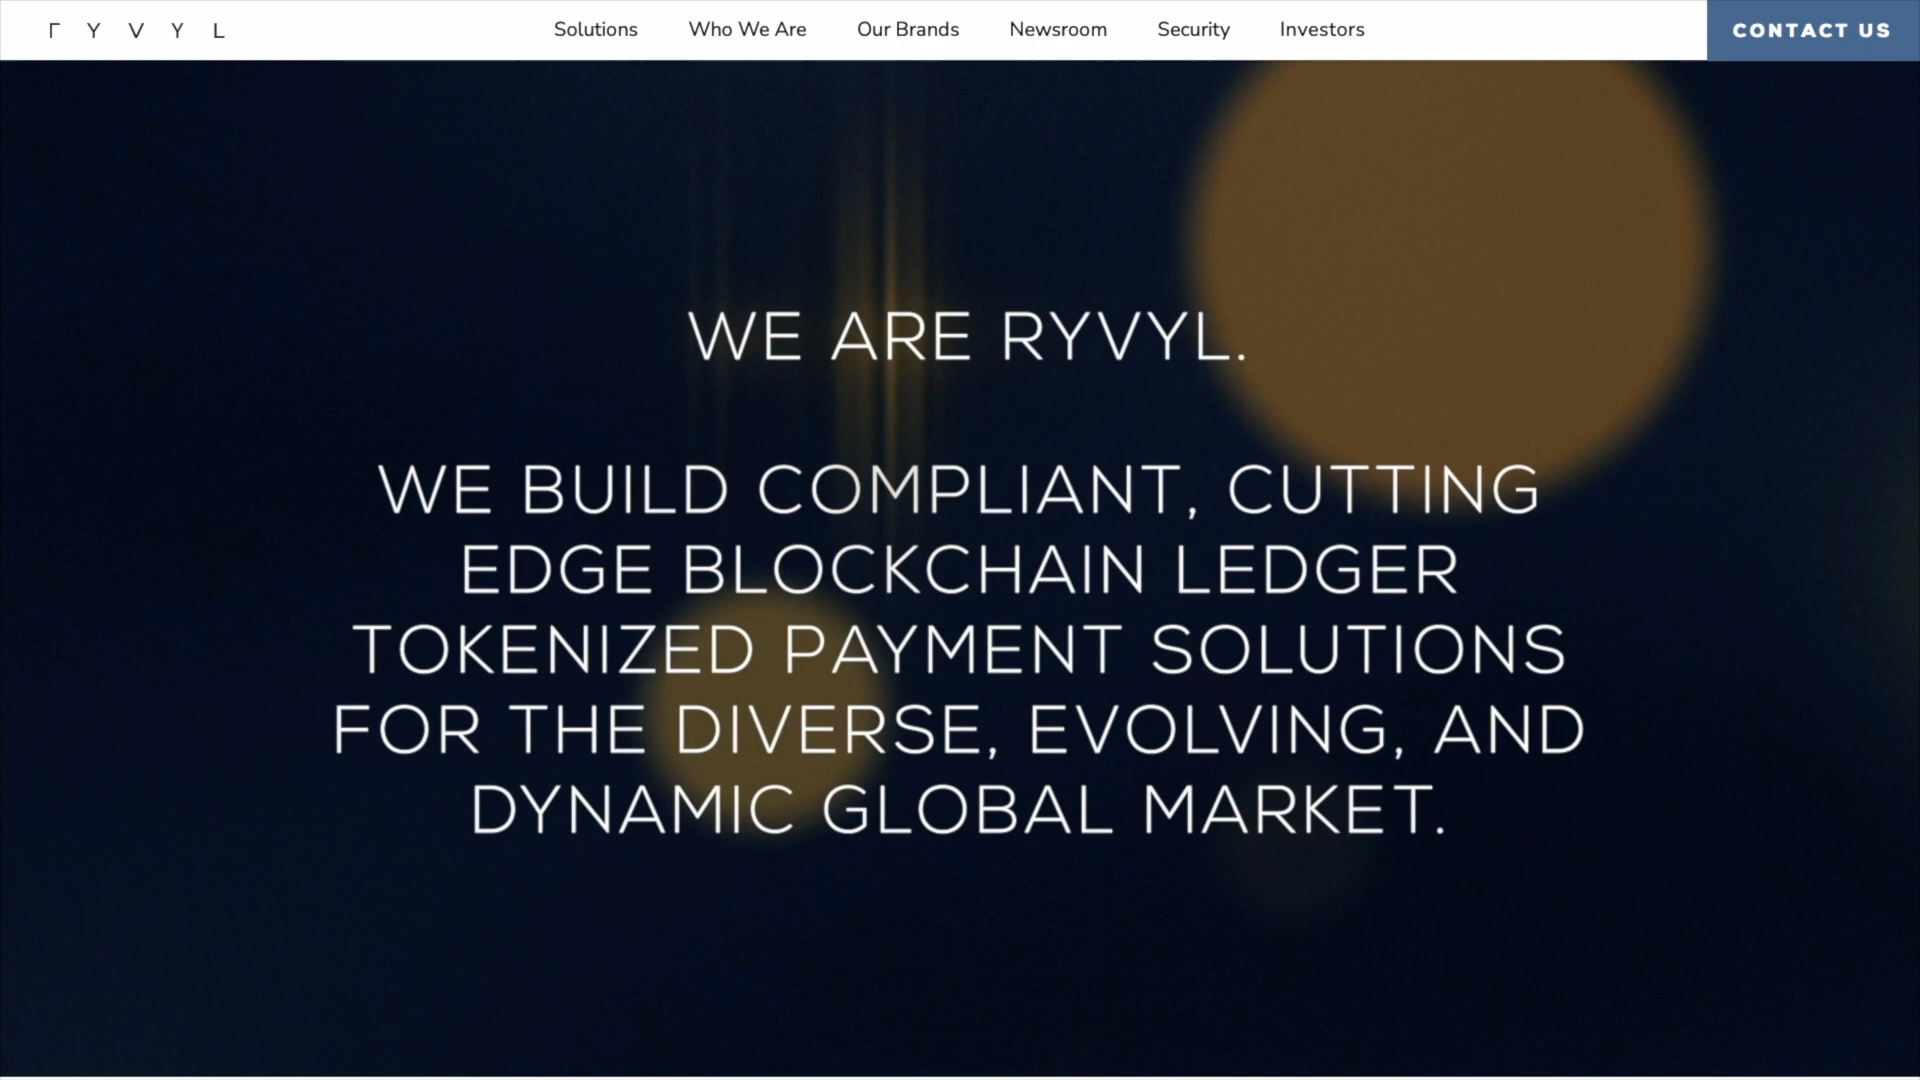 RYVYL
Solutions
Who We Are
Our Brands
Newsroom
Security
Investors
CONTACT US
WE ARE RYVYL.
WE BUILD COMPLIANT, CUTTING
EDGE BLOCKCHAIN LEDGER
TOKENIZED PAYMENT SOLUTIONS
FOR THE DIVERSE, EVOLVING, AND
DYNAMIC GLOBAL MARKET.